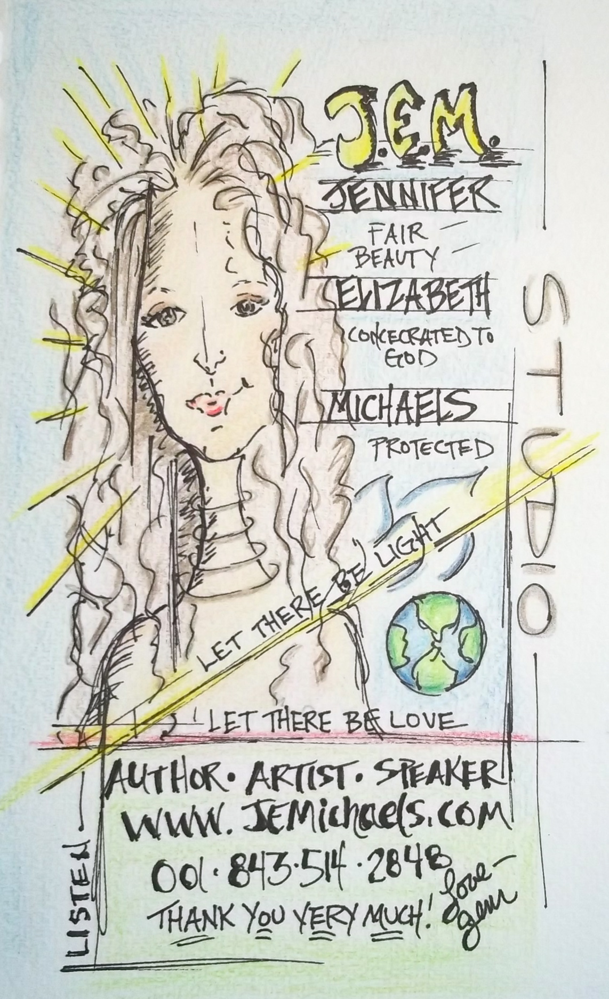 J.E.M.
JENNIFER
FAIR
BEAUTY
ELIZABETH
CONCECRATED TO
GOD
MICHAELS
PROTECTED
STUDIO
LET THERE BE LIGHT
LET THERE BE LOVE
AUTHOR • ARTIST • SPEAKER
WWW.JEMichaels.COM
001·843·514·2848
THANK YOU VERY MUCH!
Love—
Jem
LISTEN